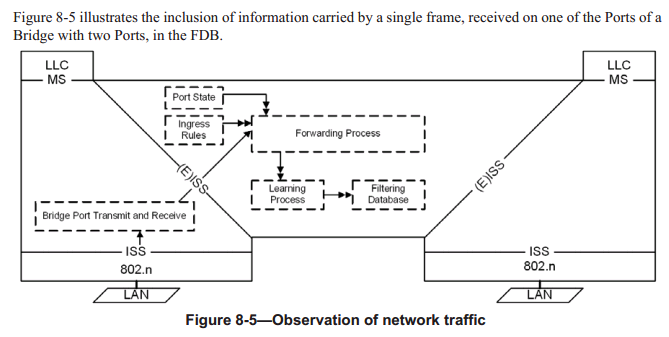 Figure 8-5 illustrates the inclusion of information carried by a single frame, received on one of the Ports of a
Bridge with two Ports, in the FDB.
LLC
MS
LLC
MS
Port State
Ingress
Rules
Forwarding Process
(E)ISS
(E)ISS
Learning
Process
Filtering
Database
Bridge Port Transmit and Receive
ISS
802.n
ISS
802.n
LAN
LAN
Figure 8-5—Observation of network traffic